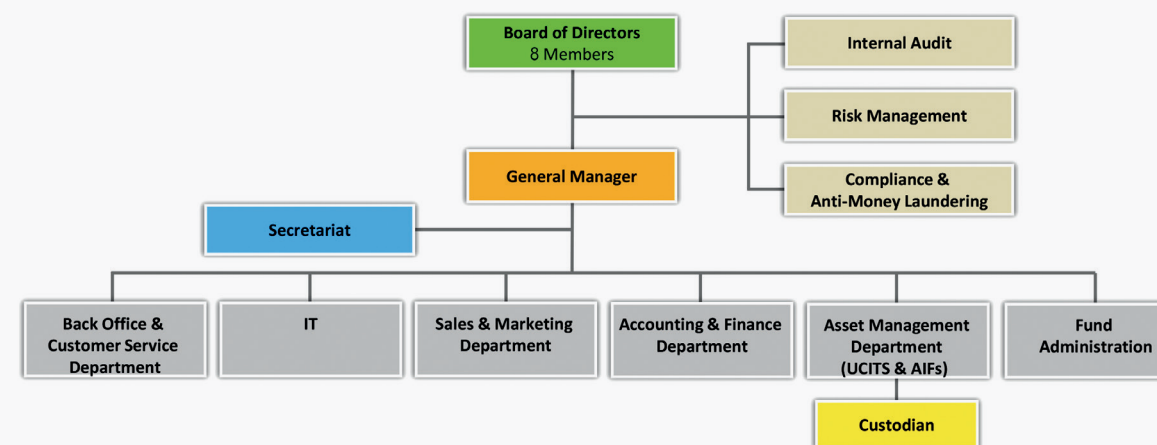 Board of Directors
8 Members
Internal Audit
Risk Management
General Manager
Compliance &
Anti-Money Laundering
Secretariat
Back Office &
Customer Service
Department
IT
Sales & Marketing
Department
Accounting & Finance
Department
Asset Management
Department
(UCITS & AIFs)
Fund
Administration
Custodian